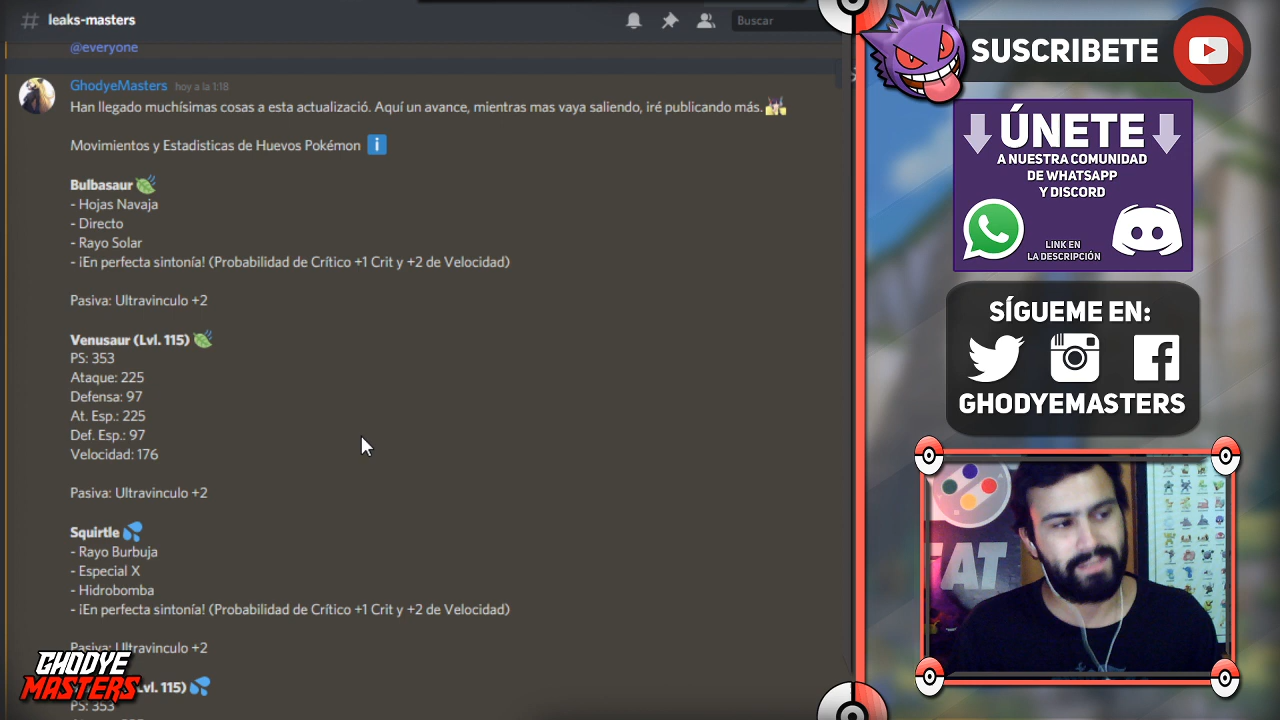 # leaks-masters
Buscar
@everyone
GhodyeMasters hoy a la 1:18
Han llegado muchísimas cosas a esta actualizació. Aquí un avance, mientras mas vaya saliendo, iré publicando más.
Movimientos y Estadisticas de Huevos Pokémon
Bulbasaur
- Hojas Navaja
- Directo
- Rayo Solar
- ¡En perfecta sintonía! (Probabilidad de Crítico +1 Crit y +2 de Velocidad)
Pasiva: Ultravinculo +2
Venusaur (Lvl. 115)
PS: 353
Ataque: 225
Defensa: 97
At. Esp.: 225
Def. Esp.: 97
Velocidad: 176
Pasiva: Ultravinculo +2
Squirtle
- Rayo Burbuja
- Especial X
- Hidrobomba
- ¡En perfecta sintonía! (Probabilidad de Crítico +1 Crit y +2 de Velocidad)
Pasiva: Ultravinculo +2
Lvl. 115)
PS: 353
GHODYE
MASTERS
SUSCRIBETE
ÚNETE
A NUESTRA COMUNIDAD
DE WHATSAPP
Y DISCORD
LINK EN
LA DESCRIPCIÓN
SÍGUEME EN:
GHODYEMASTERS